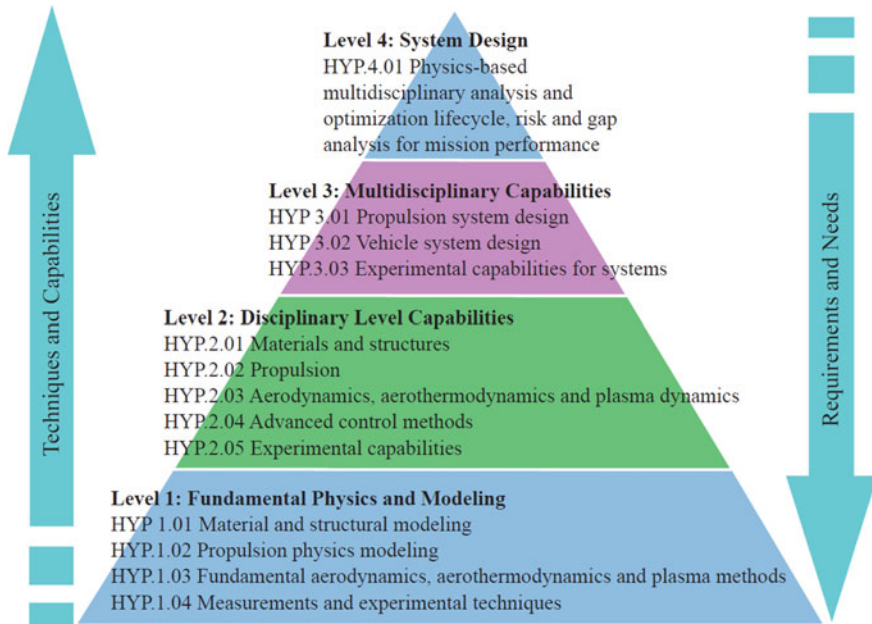 Level 4: System Design
HYP.4.01 Physics-based
multidisciplinary analysis and
optimization lifecycle, risk and gap
analysis for mission performance
Level 3: Multidisciplinary Capabilities
HYP 3.01 Propulsion system design
HYP 3.02 Vehicle system design
HYP.3.03 Experimental capabilities for systems
Level 2: Disciplinary Level Capabilities
HYP.2.01 Materials and structures
HYP.2.02 Propulsion
HYP.2.03 Aerodynamics, aerothermodynamics and plasma dynamics
HYP.2.04 Advanced control methods
HYP.2.05 Experimental capabilities
Level 1: Fundamental Physics and Modeling
HYP 1.01 Material and structural modeling
HYP.1.02 Propulsion physics modeling
HYP.1.03 Fundamental aerodynamics, aerothermodynamics and plasma methods
HYP.1.04 Measurements and experimental techniques
Techniques and Capabilities
Requirements and Needs